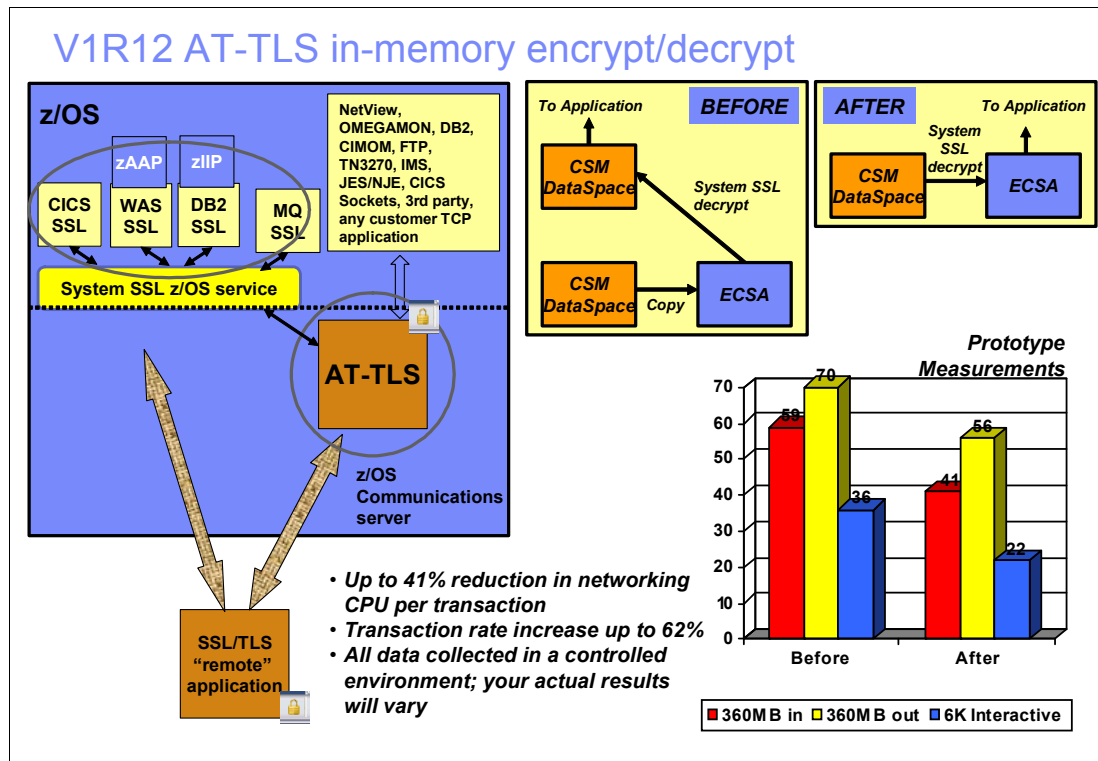 V1R12 AT-TLS in-memory encrypt/decrypt
z/OS
zAAP
zIIP
CICS
SSL
WAS
SSL
DB2
SSL
MQ
SSL
System SSL z/OS service
NetView,
OMEGAMON, DB2,
CIMOM, FTP,
TN3270, IMS,
JES/NJE, CICS
Sockets, 3rd party,
any customer TCP
application
AT-TLS
z/OS
Communications
server
SSL/TLS
“remote”
application
BEFORE
To Application
CSM
DataSpace
System SSL
decrypt
CSM
DataSpace
Copy
ECSA
AFTER
To Application
System
SSL
decrypt
CSM
DataSpace
ECSA
• Up to 41% reduction in networking
CPU per transaction
• Transaction rate increase up to 62%
• All data collected in a controlled
environment; your actual results
will vary
Prototype
Measurements
70
60
50
40
30
20
10
0
59
70
36
41
56
22
Before
After
360MB in
360MB out
6K Interactive